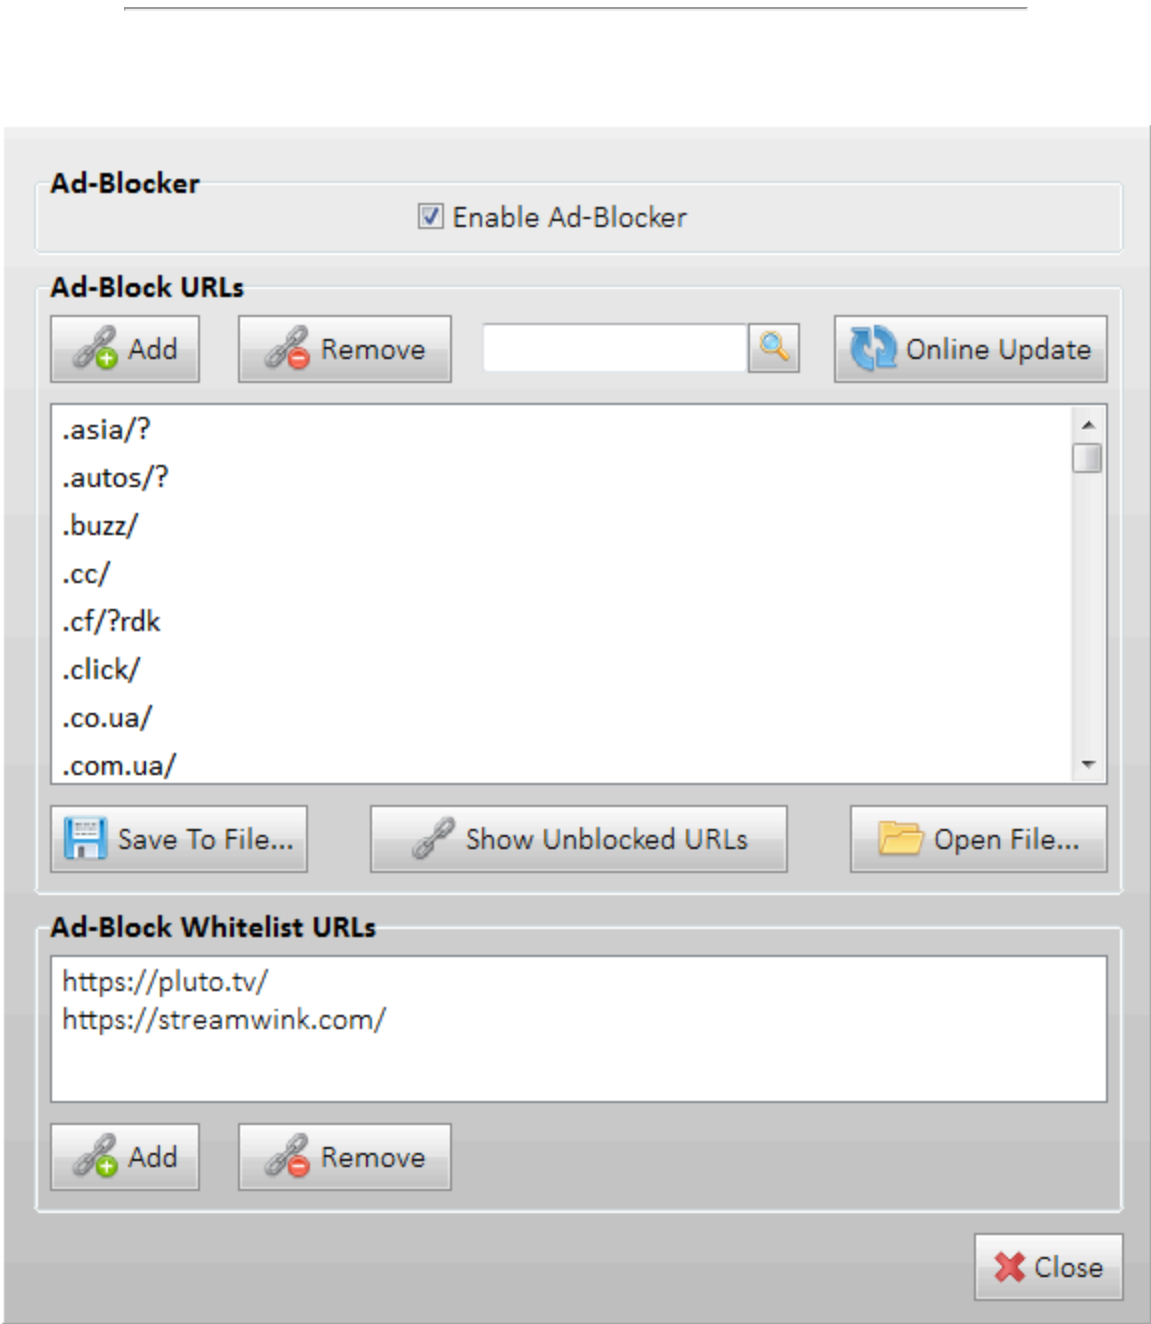 Ad-Blocker
Enable Ad-Blocker
Ad-Block URLs
Add Remove Online Update
.asia/?
.autos/?
.buzz/
.cc/
.cf/?rdk
.click/
.co.ua/
.com.ua/
Save To File... Show Unblocked URLs Open File...
Ad-Block Whitelist URLs
https://pluto.tv/
https://streamwink.com/
Add Remove
Close